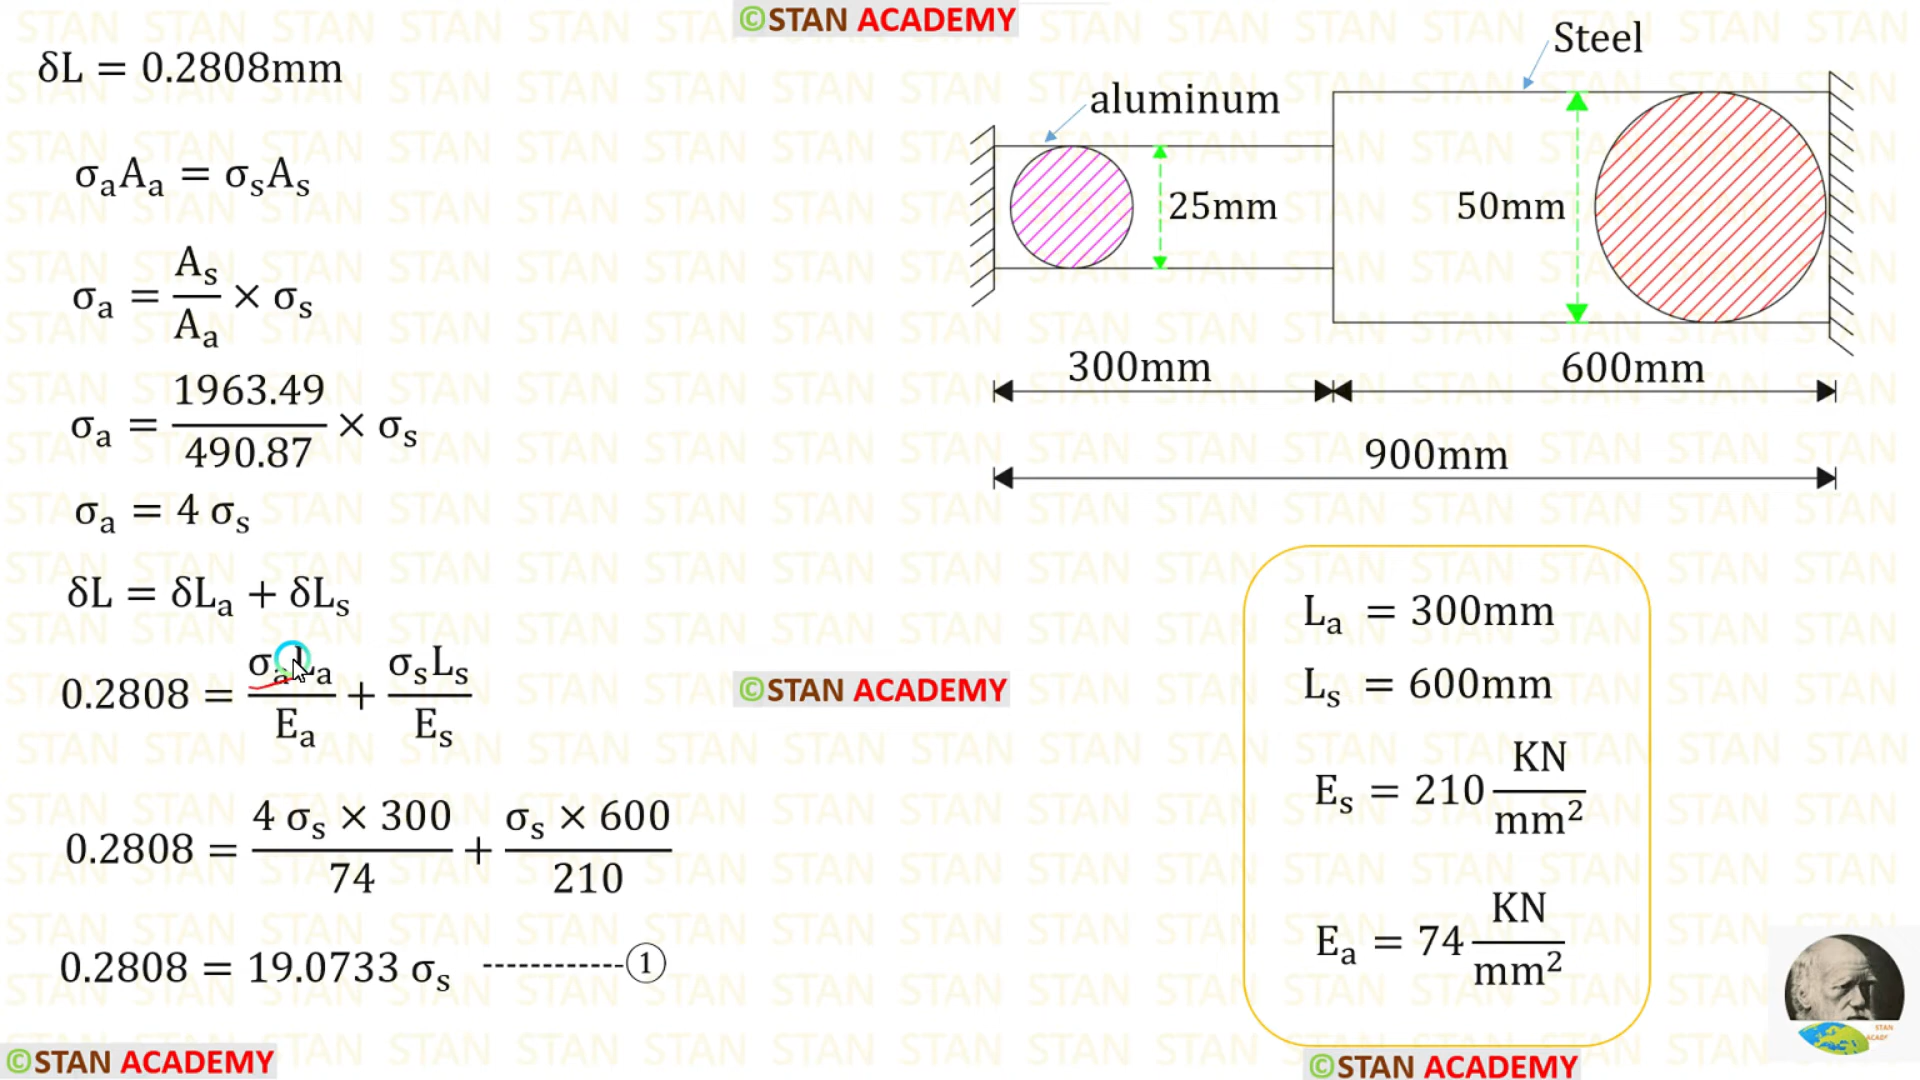 ©STAN ACADEMY
δL = 0.2808mm
σₐAₐ = σₛAₛ
σₐ = Aₛ/Aₐ × σₛ
σₐ = 1963.49/490.87 × σₛ
σₐ = 4 σₛ
δL = δLₐ + δLₛ
0.2808 = σₐLₐ/Eₐ + σₛLₛ/Eₛ
0.2808 = 4 σₛ × 300/74 + σₛ × 600/210
0.2808 = 19.0733 σₛ -----------①
Steel
aluminum
25mm
50mm
300mm
600mm
900mm
©STAN ACADEMY
Lₐ = 300mm
Lₛ = 600mm
Eₛ = 210 KN/mm²
Eₐ = 74 KN/mm²
©STAN ACADEMY
©STAN ACADEMY